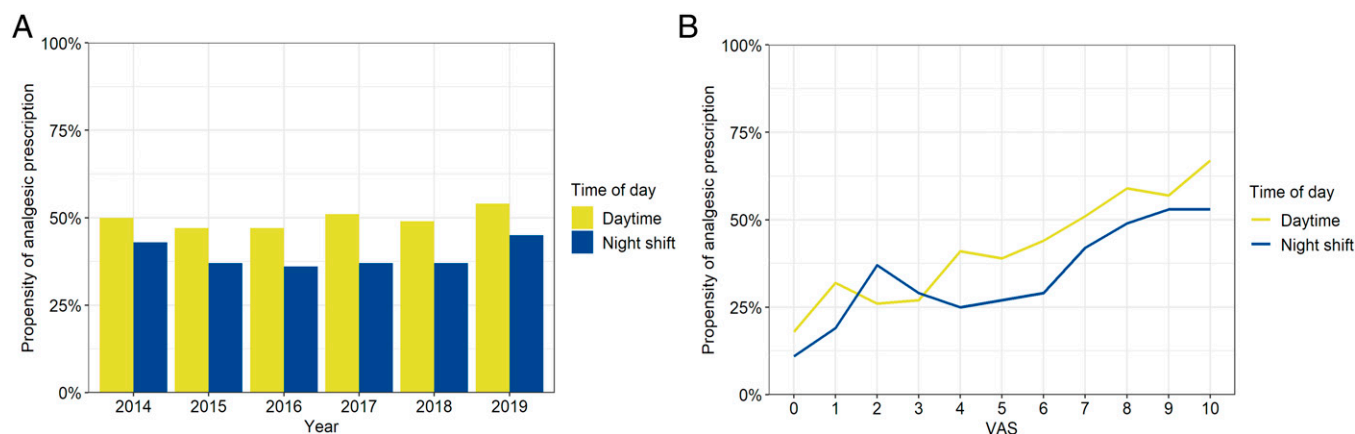 A
Propensity of analgesic prescription
100%
75%
50%
25%
0%
2014 2015 2016 2017 2018 2019
Year
Time of day
Daytime
Night shift
B
Propensity of analgesic prescription
100%
75%
50%
25%
0%
0 1 2 3 4 5 6 7 8 9 10
VAS
Time of day
Daytime
Night shift